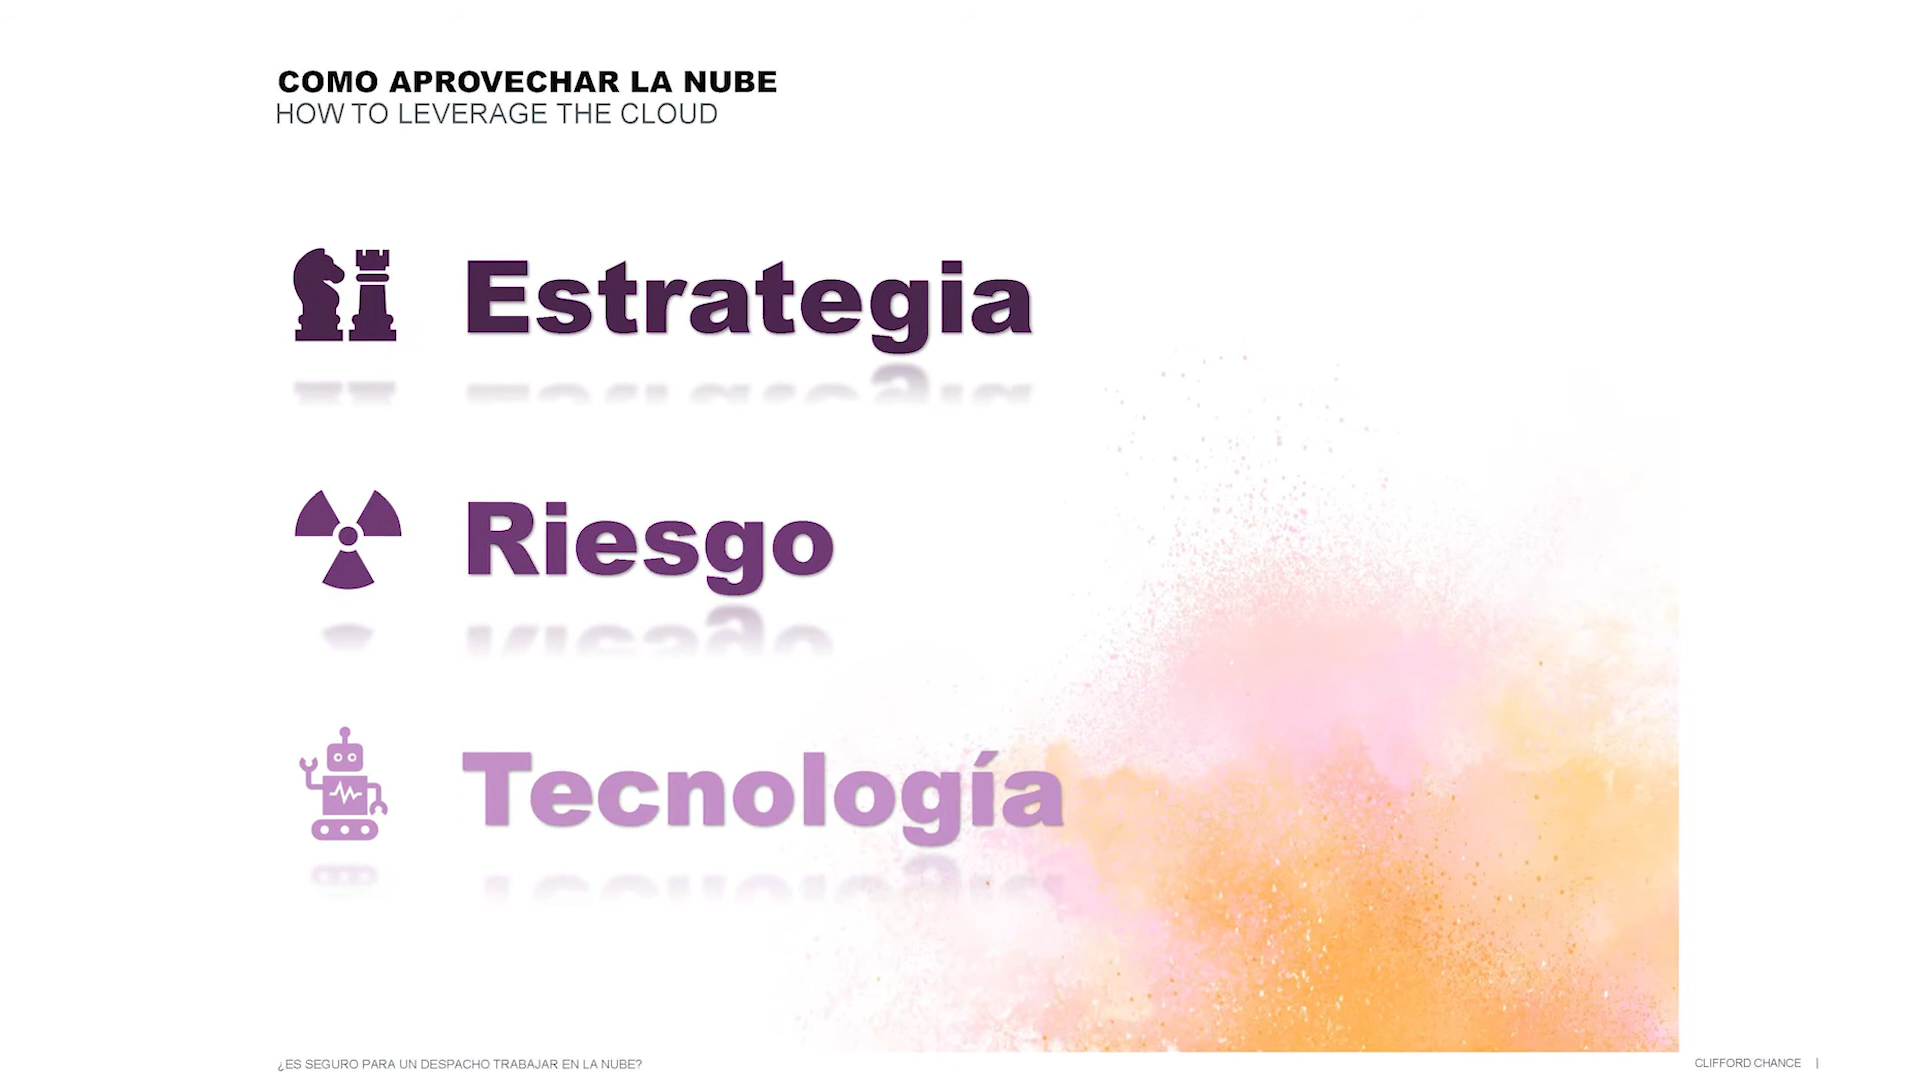 COMO APROVECHAR LA NUBE
HOW TO LEVERAGE THE CLOUD
Estrategia
Riesgo
Tecnología
¿ES SEGURO PARA UN DESPACHO TRABAJAR EN LA NUBE?
CLIFFORD CHANCE |